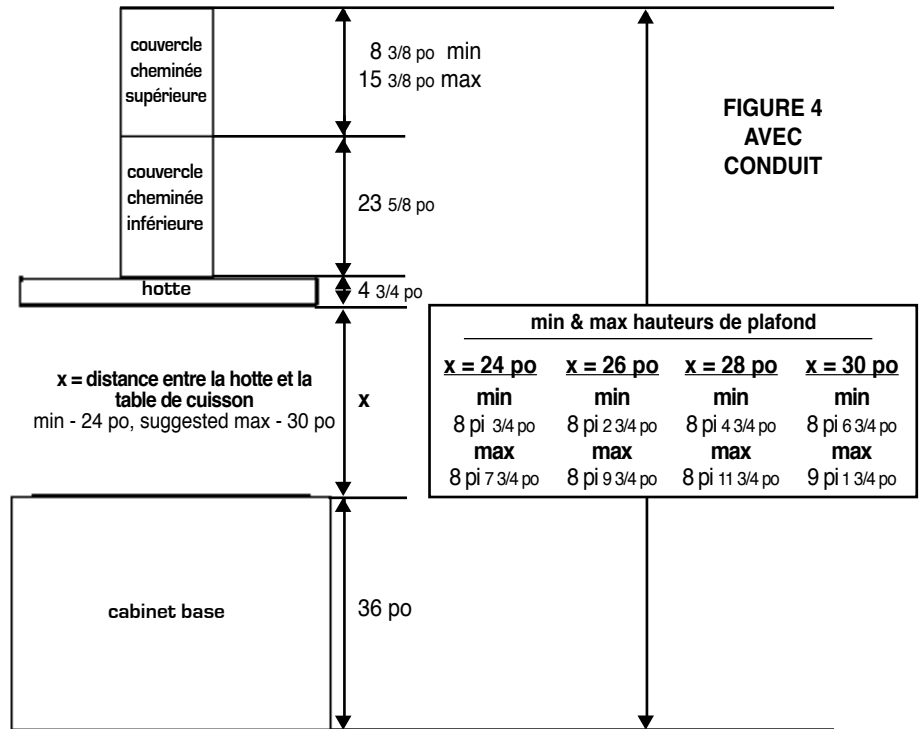 couvercle
cheminée
supérieure
8 3/8 po min
15 3/8 po max
FIGURE 4
AVEC
CONDUIT
couvercle
cheminée
inférieure
23 5/8 po
hotte
4 3/4 po
x = distance entre la hotte et la
table de cuisson
min - 24 po, suggested max - 30 po
x
min & max hauteurs de plafond
x = 24 po x = 26 po x = 28 po x = 30 po
min min min min
8 pi 3/4 po 8 pi 2 3/4 po 8 pi 4 3/4 po 8 pi 6 3/4 po
max max max max
8 pi 7 3/4 po 8 pi 9 3/4 po 8 pi 11 3/4 po 9 pi 1 3/4 po
cabinet base
36 po